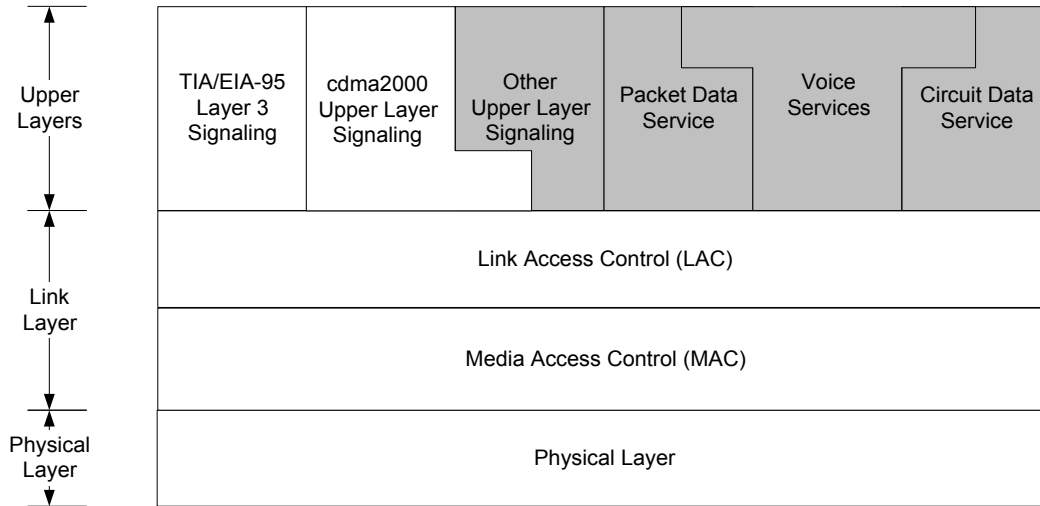 Upper
Layers
TIA/EIA-95
Layer 3
Signaling
cdma2000
Upper Layer
Signaling
Other
Upper Layer
Signaling
Packet Data
Service
Voice
Services
Circuit Data
Service
Link
Layer
Link Access Control (LAC)
Media Access Control (MAC)
Physical
Layer
Physical Layer